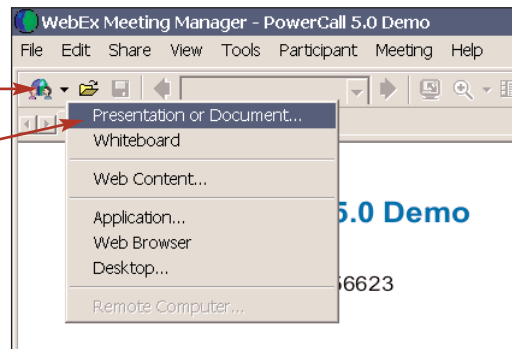 WebEx Meeting Manager - PowerCall 5.0 Demo
File Edit Share View Tools Participant Meeting Help
Presentation or Document...
Whiteboard
Web Content...
Application...
5.0 Demo
Web Browser
Desktop...
56623
Remote Computer...